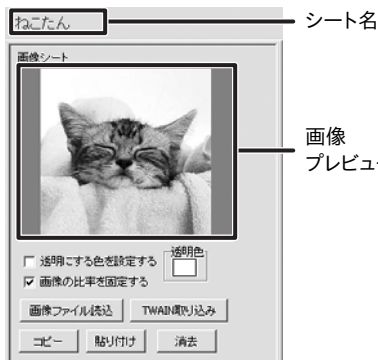 ねこたん
シート名
画像シート
画像
プレビュー
透明にする色を設定する
透明色
画像の比率を固定する
画像ファイル読込
TWAIN取り込み
コピー
貼り付け
消去